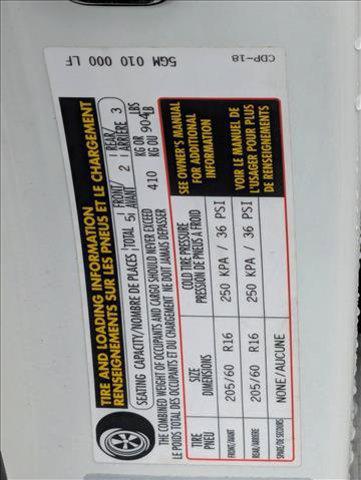 TIRE AND LOADING INFORMATION
RENSEIGNEMENTS SUR LES PNEUS ET LE CHARGEMENT
SEATING CAPACITY/NOMBRE DE PLACES TOTAL 5 FRONT/AVANT 2 REAR/ARRIÈRE 3
THE COMBINED WEIGHT OF OCCUPANTS AND CARGO SHOULD NEVER EXCEED
LE POIDS TOTAL DES OCCUPANTS ET DU CHARGEMENT NE DOIT JAMAIS DÉPASSER
410 KG OR 904 LBS
KG OU LB
TIRE
PNEU
SIZE
DIMENSIONS
COLD TIRE PRESSURE
PRESSION DE PNEUS À FROID
FRONT/AVANT
205/60 R16
250 KPA / 36 PSI
REAR/ARRIERE
205/60 R16
250 KPA / 36 PSI
SPARE/DE SECOURS
NONE/AUCUNE
SEE OWNER'S MANUAL
FOR ADDITIONAL
INFORMATION
VOIR LE MANUEL DE
L'USAGER POUR PLUS
DE RENSEIGNEMENTS
5GM 010 000 LF
CDP-18